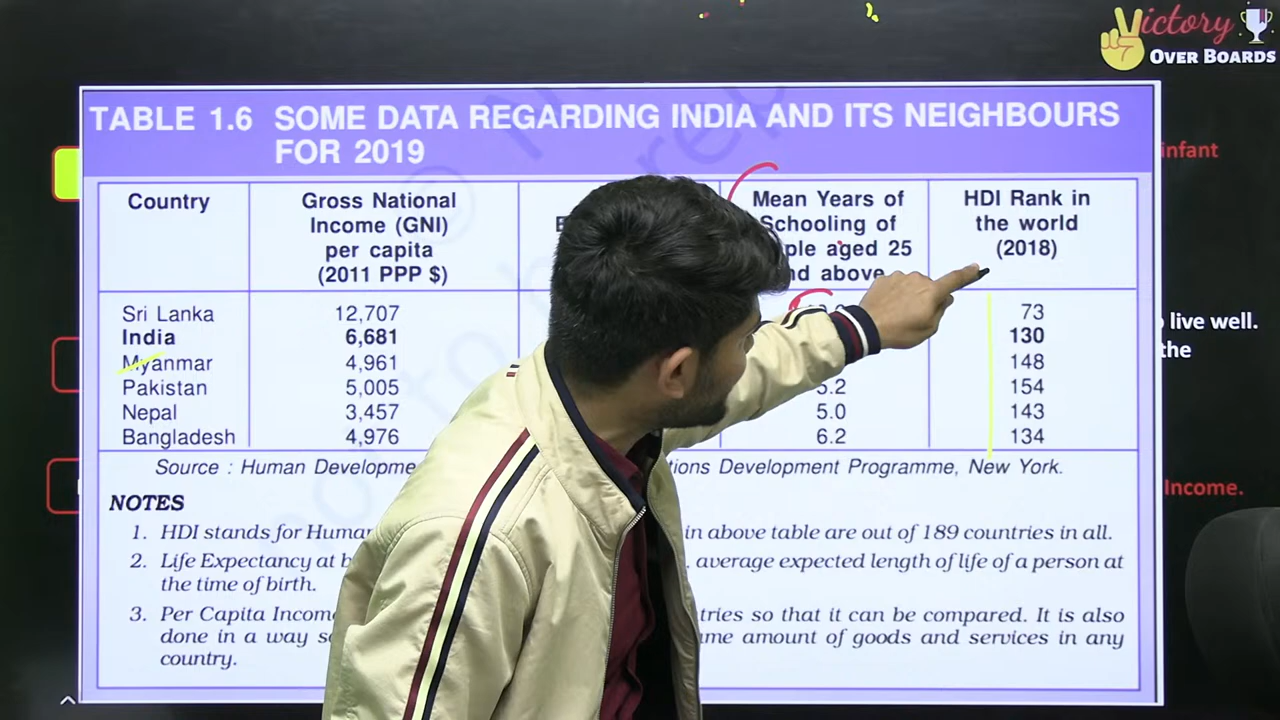 Victory
OVER BOARDS
TABLE 1.6 SOME DATA REGARDING INDIA AND ITS NEIGHBOURS
FOR 2019
infant
Country
Gross National
Income (GNI)
per capita
(2011 PPP $)
Mean Years of
Schooling of
aged 25
above
HDI Rank in
the world
(2018)
Sri Lanka 12,707 73
India 6,681 130
Myanmar 4,961 148
Pakistan 5,005 5.2 154
Nepal 3,457 5.0 143
Bangladesh 4,976 6.2 134
live well.
the
Source : Human Development Programme, New York.
NOTES
Income.
1. HDI stands for in above table are out of 189 countries in all.
2. Life Expectancy at average expected length of life of a person at
the time of birth.
3. Per Capita Income so that it can be compared. It is also
done in a way amount of goods and services in any
country.